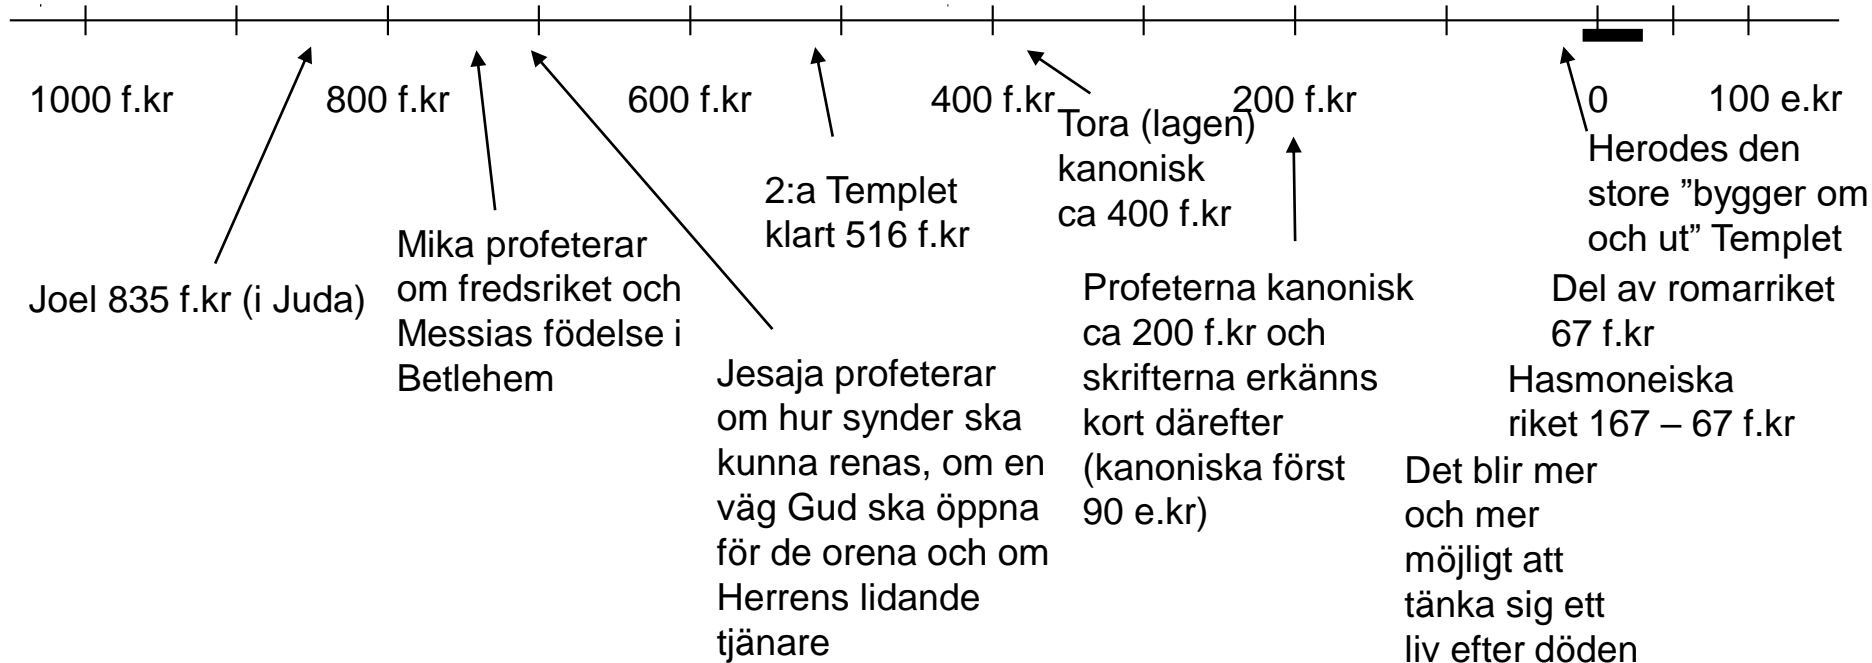 1000 f.kr
800 f.kr
600 f.kr
400 f.kr
200 f.kr
0
100 e.kr
Joel 835 f.kr (i Juda)
Mika profeterar
om fredsriket och
Messias födelse i
Betlehem
Jesaja profeterar
om hur synder ska
kunna renas, om en
väg Gud ska öppna
för de orena och om
Herrens lidande
tjänare
2:a Templet
klart 516 f.kr
Tora (lagen)
kanonisk
ca 400 f.kr
Profeterna kanonisk
ca 200 f.kr och
skrifterna erkänns
kort därefter
(kanoniska först
90 e.kr)
Herodes den
store ”bygger om
och ut” Templet
Del av romarriket
67 f.kr
Hasmoneiska
riket 167 – 67 f.kr
Det blir mer
och mer
möjligt att
tänka sig ett
liv efter döden